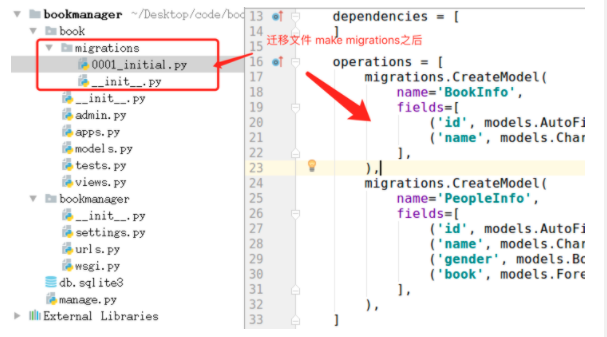 bookmanager ~/Desktop/code/boo
book
migrations
0001_initial.py
__init__.py
__init__.py
admin.py
apps.py
models.py
tests.py
views.py
bookmanager
__init__.py
settings.py
urls.py
wsgi.py
db.sqlite3
manage.py
External Libraries
迁移文件 make migrations之后
13 dependencies = [
14 ]
15
16 operations = [
17 migrations.CreateModel(
18 name='BookInfo',
19 fields=[
20 ('id', models.AutoFi
21 ('name', models.Char
22 ],
23 ),
24 migrations.CreateModel(
25 name='PeopleInfo',
26 fields=[
27 ('id', models.AutoFi
28 ('name', models.Char
29 ('gender', models.Bo
30 ('book', models.Fore
31 ],
32 ),
33 ]